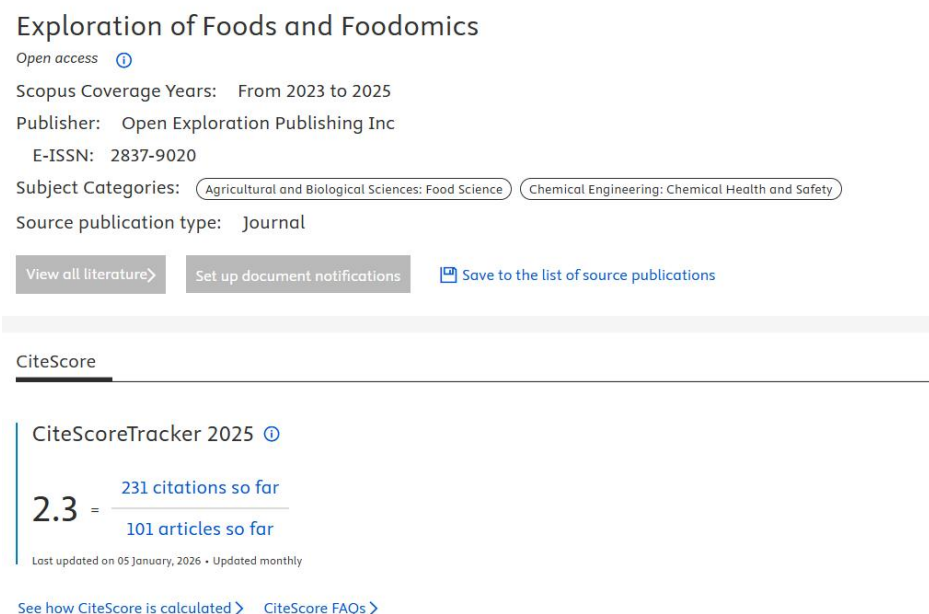 Exploration of Foods and Foodomics
Open access
Scopus Coverage Years: From 2023 to 2025
Publisher: Open Exploration Publishing Inc
E-ISSN: 2837-9020
Subject Categories: Agricultural and Biological Sciences: Food Science Chemical Engineering: Chemical Health and Safety
Source publication type: Journal
View all literature Set up document notifications Save to the list of source publications
CiteScore
CiteScoreTracker 2025
231 citations so far
2.3 =
101 articles so far
Last updated on 05 January, 2026 • Updated monthly
See how CiteScore is calculated CiteScore FAQs